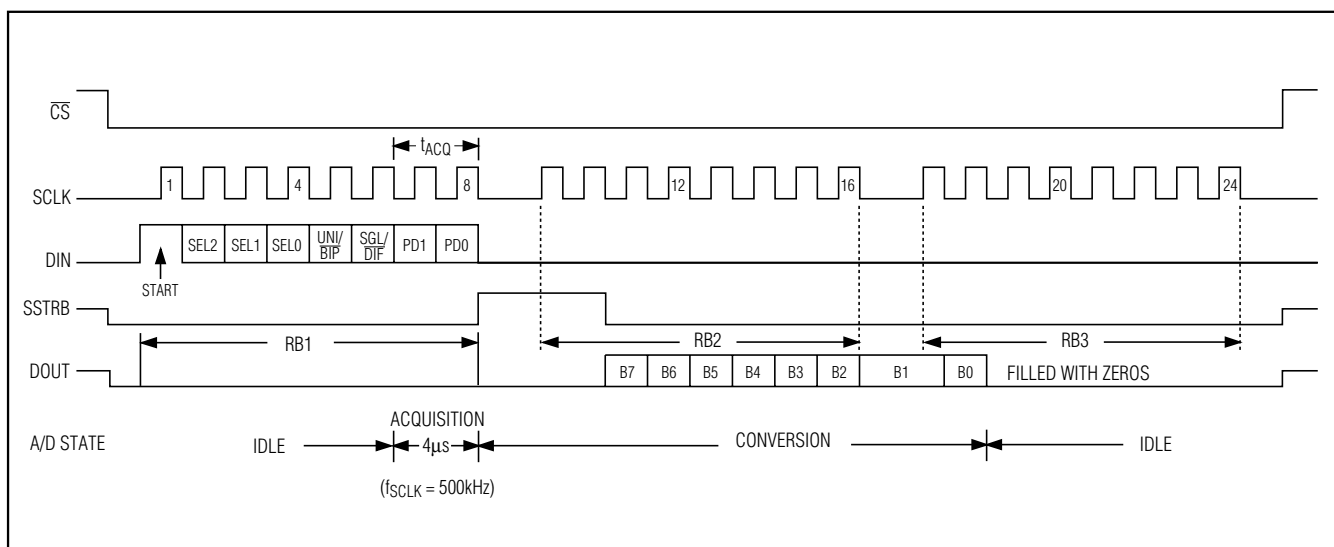 CS
tACQ
SCLK 1 4 8 12 16 20 24
DIN SEL2 SEL1 SEL0 UNI/BIP SGL/DIF PD1 PD0
START
SSTRB
RB1 RB2 RB3
DOUT B7 B6 B5 B4 B3 B2 B1 B0 FILLED WITH ZEROS
ACQUISITION
A/D STATE IDLE 4μs CONVERSION IDLE
(fSCLK = 500kHz)